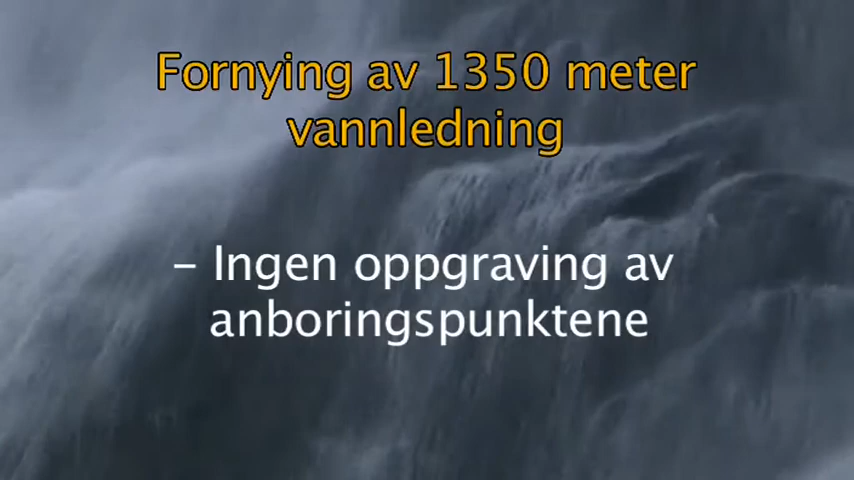 Fornying av 1350 meter
vannledning
- Ingen oppgraving av
anboringspunktene